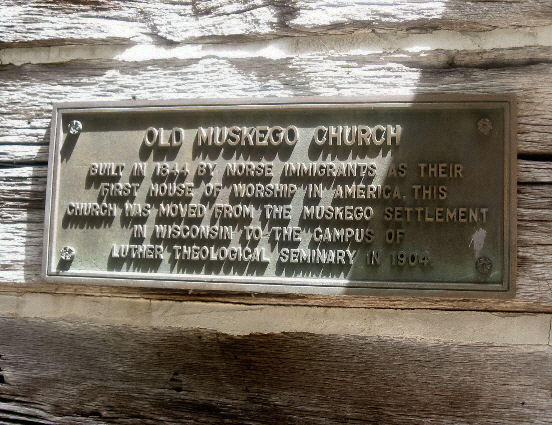 OLD MUSKEGO CHURCH
BUILT IN 1844 BY NORSE IMMIGRANTS AS THEIR
FIRST HOUSE OF WORSHIP IN AMERICA, THIS
CHURCH WAS MOVED FROM THE MUSKEGO SETTLEMENT
IN WISCONSIN TO THE CAMPUS OF
LUTHER THEOLOGICAL SEMINARY IN 1904.